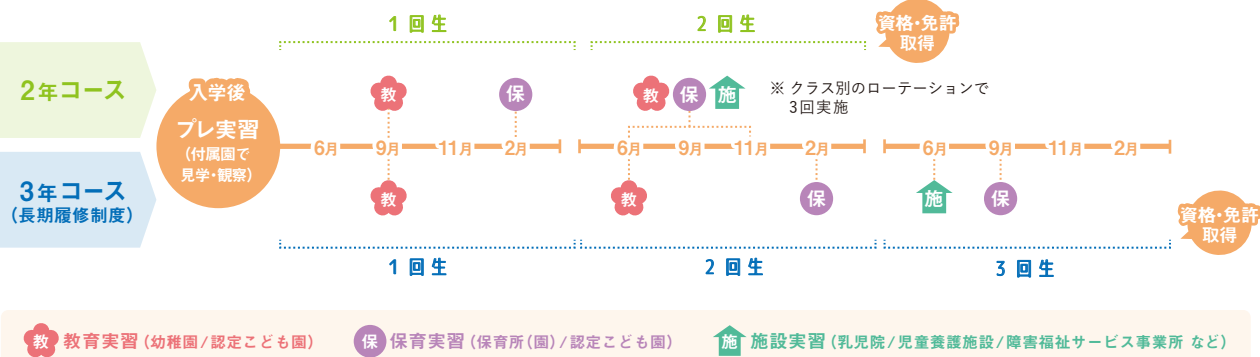 1回生
2回生
資格・免許
取得
2年コース
入学後
プレ実習
(付属園で
見学・観察)
教
保
教
保
施
※ クラス別のローテーションで
3回実施
6月
9月
11月
2月
6月
9月
11月
2月
6月
9月
11月
2月
3年コース
(長期履修制度)
教
教
保
施
保
資格・免許
取得
1回生
2回生
3回生
教 教育実習(幼稚園/認定こども園)
保 保育実習(保育所(園)/認定こども園)
施 施設実習(乳児院/児童養護施設/障害福祉サービス事業所 など)